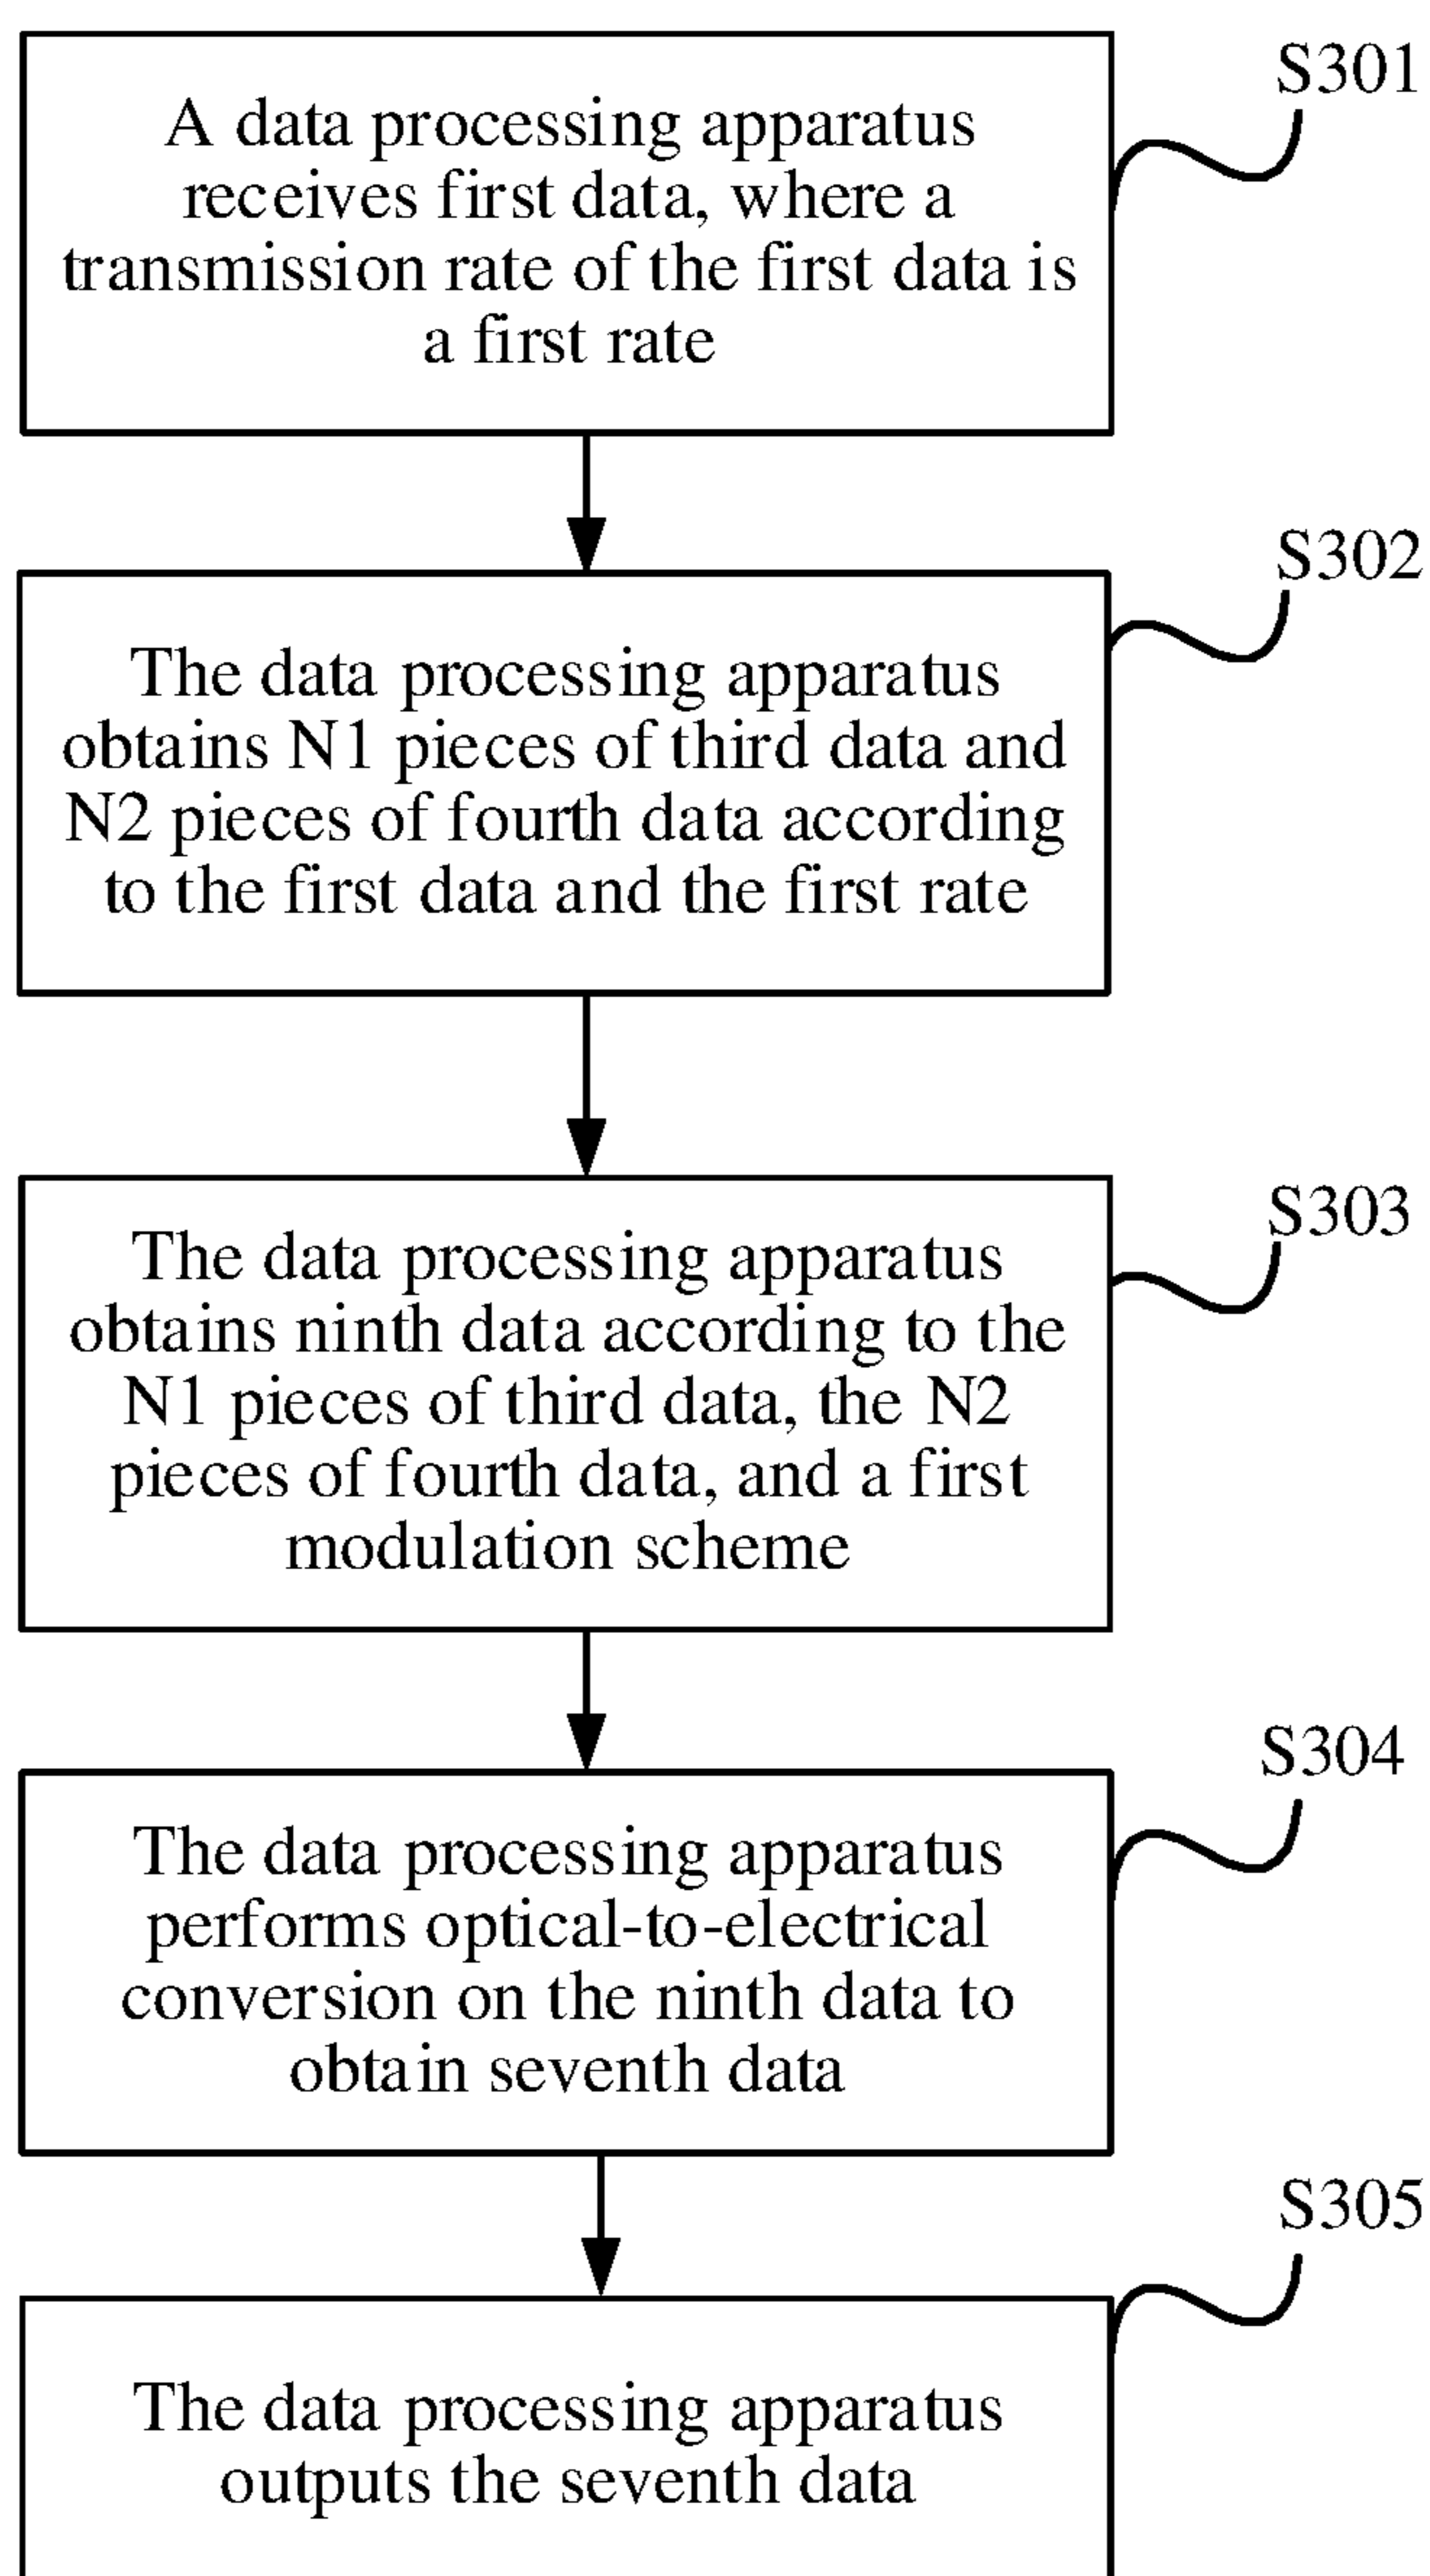 S301
A data processing apparatus
receives first data, where a
transmission rate of the first data is
a first rate
S302
The data processing apparatus
obtains N1 pieces of third data and
N2 pieces of fourth data according
to the first data and the first rate
S303
The data processing apparatus
obtains ninth data according to the
N1 pieces of third data, the N2
pieces of fourth data, and a first
modulation scheme
S304
The data processing apparatus
performs optical-to-electrical
conversion on the ninth data to
obtain seventh data
S305
The data processing apparatus
outputs the seventh data